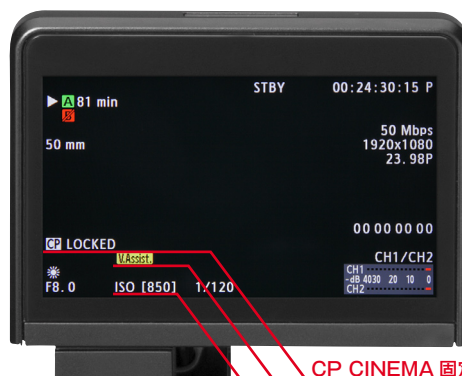 STBY 00:24:30:15 P
A 81 min
50 mm
50 Mbps
1920x1080
23.98P
00 00 00 00
CP LOCKED
V.Assist.
CH1/CH2
CH1
-dB 40 30 20 10 0
CH2
F8.0 ISO [850] 1/120
CP CINEMA 固